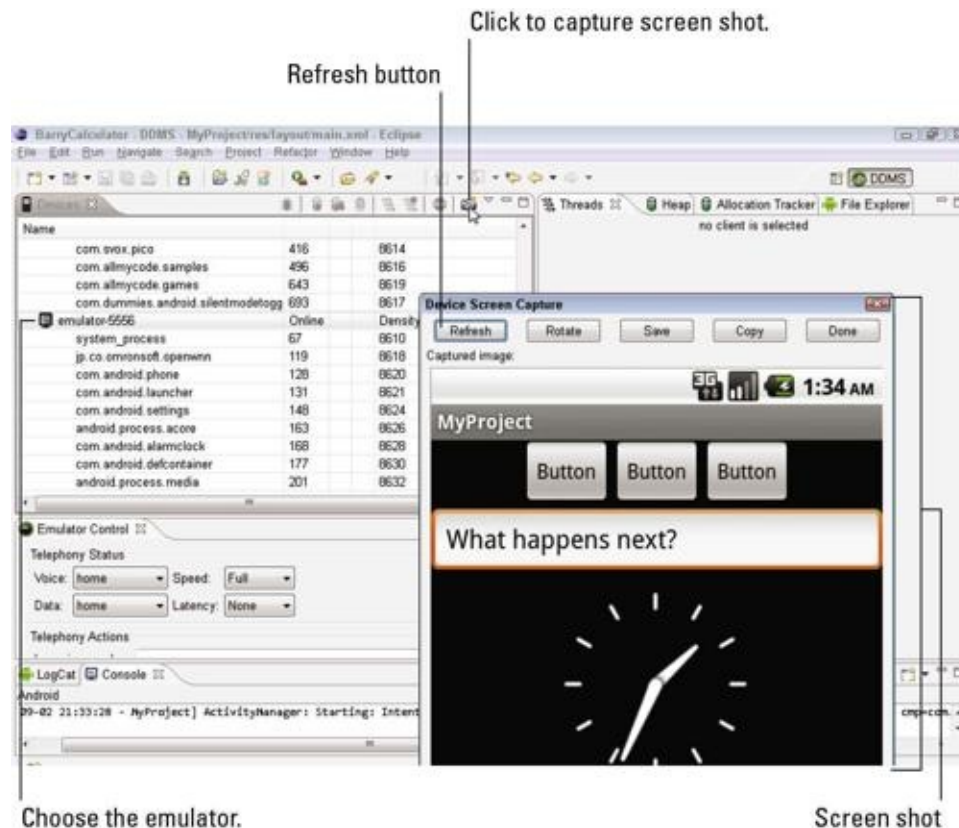 Click to capture screen shot.
Refresh button
BarryCalculator - DDMS - MyProject/res/layout/main.xml - Eclipse
File Edit Run Navigate Search Project Refactor Window Help
DDMS
Devices
Threads Heap Allocation Tracker File Explorer
Name
no client is selected
com.svox.pico 416 8614
com.allmycode.samples 496 8616
com.allmycode.games 643 8619
com.dummies.android.silentmodetogg 693 8617
emulator-5556 Online Density
system_process 67 8610
jp.co.omronsoft.openwnn 119 8618
com.android.phone 128 8620
com.android.launcher 131 8621
com.android.settings 148 8624
android.process.acore 163 8626
com.android.alarmclock 168 8628
com.android.defcontainer 177 8630
android.process.media 201 8632
Device Screen Capture
Refresh Rotate Save Copy Done
Captured image:
3G 1:34 AM
MyProject
Button Button Button
What happens next?
Emulator Control
Telephony Status
Voice: home Speed: Full
Data: home Latency: None
Telephony Actions
LogCat Console
Android
09-02 21:33:28 - MyProject] ActivityManager: Starting: Intent
cmp=com.
Choose the emulator.
Screen shot